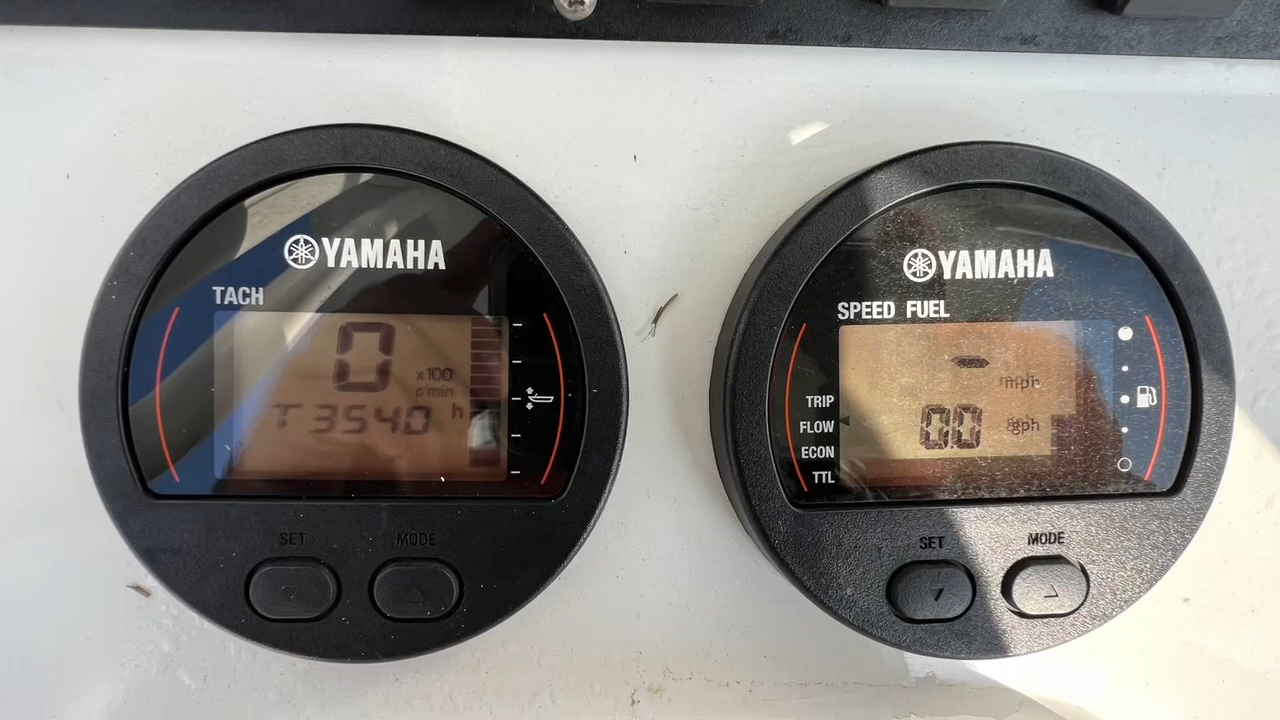 YAMAHA
TACH
0
x100
r/min
T 3540 h
SET MODE
YAMAHA
SPEED FUEL
-
mph
TRIP
FLOW
00 gph
ECON
TTL
SET MODE